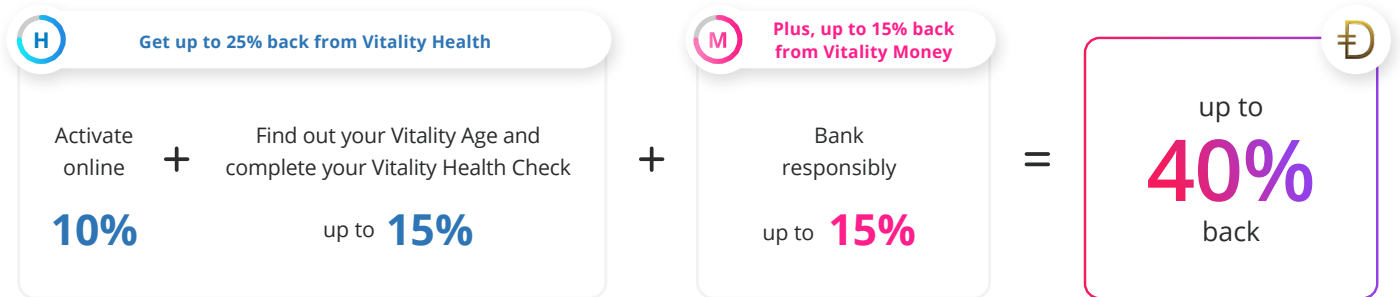 H
Get up to 25% back from Vitality Health
Activate
online
10%
+
Find out your Vitality Age and
complete your Vitality Health Check
up to 15%
+
M
Plus, up to 15% back
from Vitality Money
Bank
responsibly
up to 15%
=
D
up to
40%
back